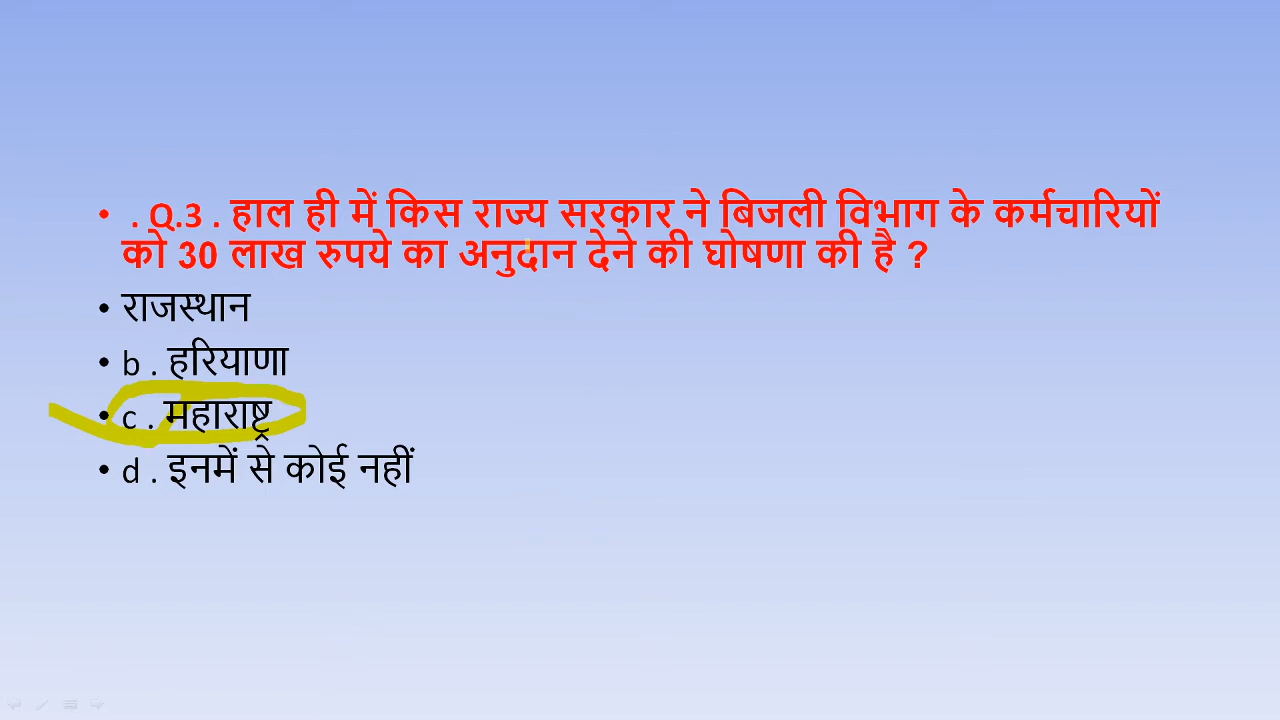 • . Q.3 . हाल ही में किस राज्य सरकार ने बिजली विभाग के कर्मचारियों
को 30 लाख रुपये का अनुदान देने की घोषणा की है ?
• राजस्थान
• b . हरियाणा
• c . महाराष्ट्र
• d . इनमें से कोई नहीं